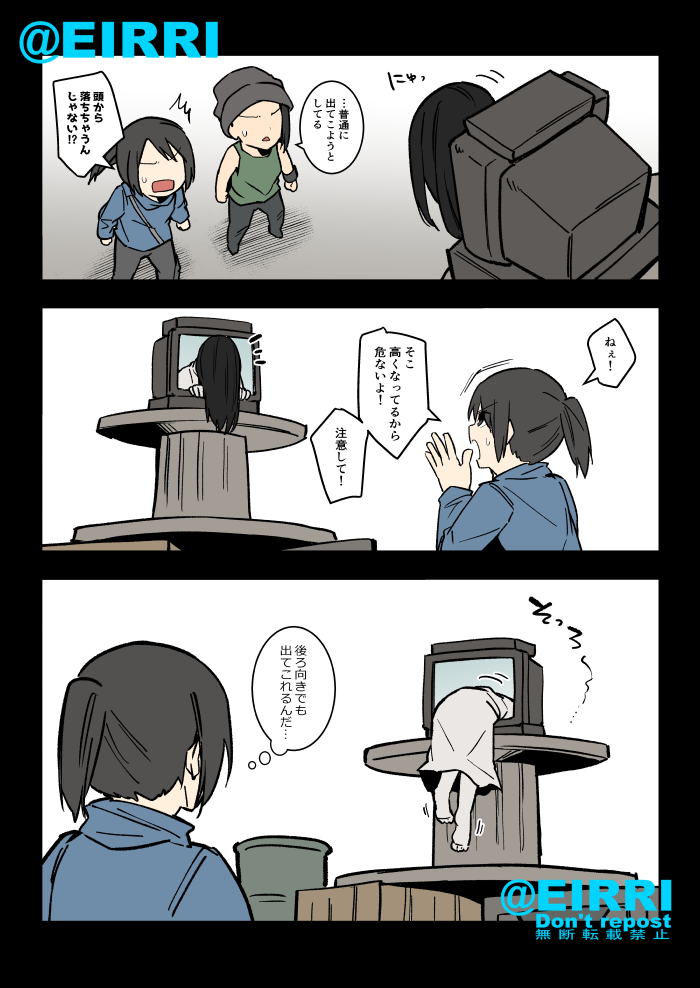 @EIRRI
にゅっ
…普通に
出てこようと
してる
頭から
落ちちゃうん
じゃない!?
ねぇ!
そこ
高くなってるから
危ないよ!
注意して!
そっろ
後ろ向きでも
出てこれるんだ…
@EIRRI
Don't repost
無断転載禁止